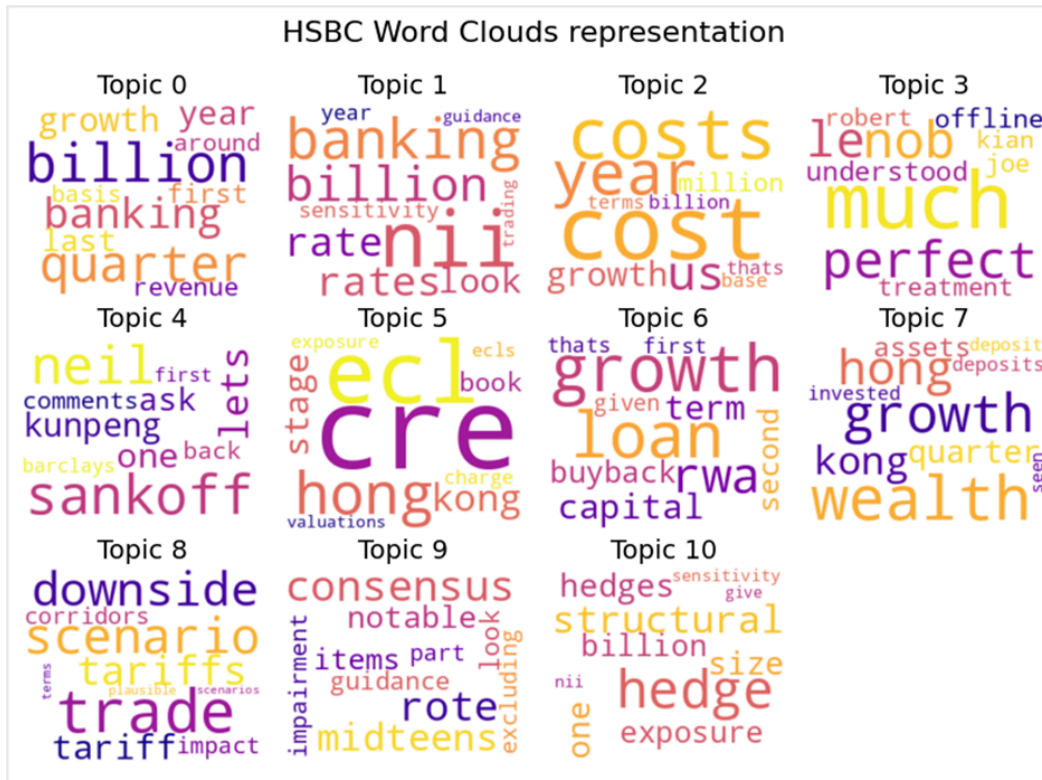 HSBC Word Clouds representation
Topic 0
growth year
around
billion
basis first
banking
last
quarter
revenue
Topic 1
year guidance
banking
billion
sensitivity trading
rate nii
rates look
Topic 2
costs
year million
terms billion
cost
growth us thats
base
Topic 3
robert offline
lenob kian
joe
understood
much
perfect
treatment
Topic 4
neil first lets
comments ask
kunpeng
one back
barclays
sankoff
Topic 5
exposure
ecl ecls
stage book
cre
charge
hong kong
valuations
Topic 6
thats first
growth
given term
loan second
buyback rwa
capital
Topic 7
assets deposit
hong deposits
invested
growth
kong quarter
seen
wealth
Topic 8
downside
corridors
scenario
tariffs
terms plausible scenarios
trade
tariff impact
Topic 9
consensus
notable look
impairment items part
guidance excluding
rote
midteens
Topic 10
hedges sensitivity
give
structural
billion
size
nii hedge
one exposure